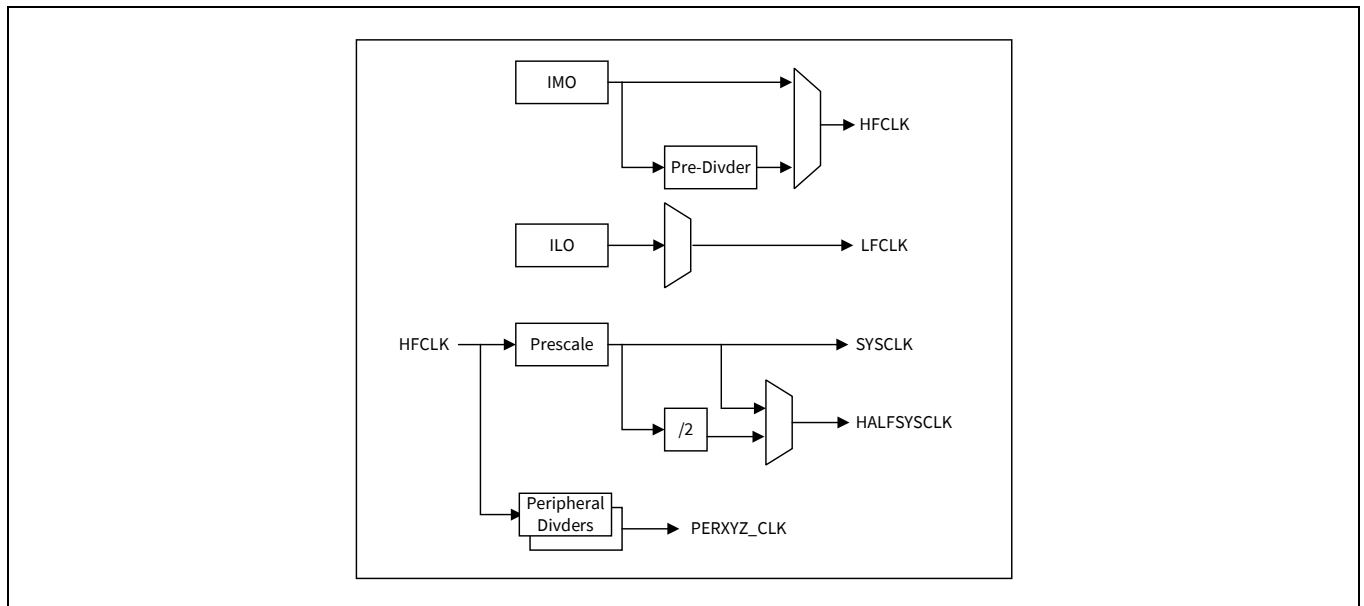 IMO
HFCLK
Pre-Divder
ILO
LFCLK
HFCLK
Prescale
SYSCLK
/2
HALFSYSCLK
Peripheral
Divders
PERXYZ_CLK